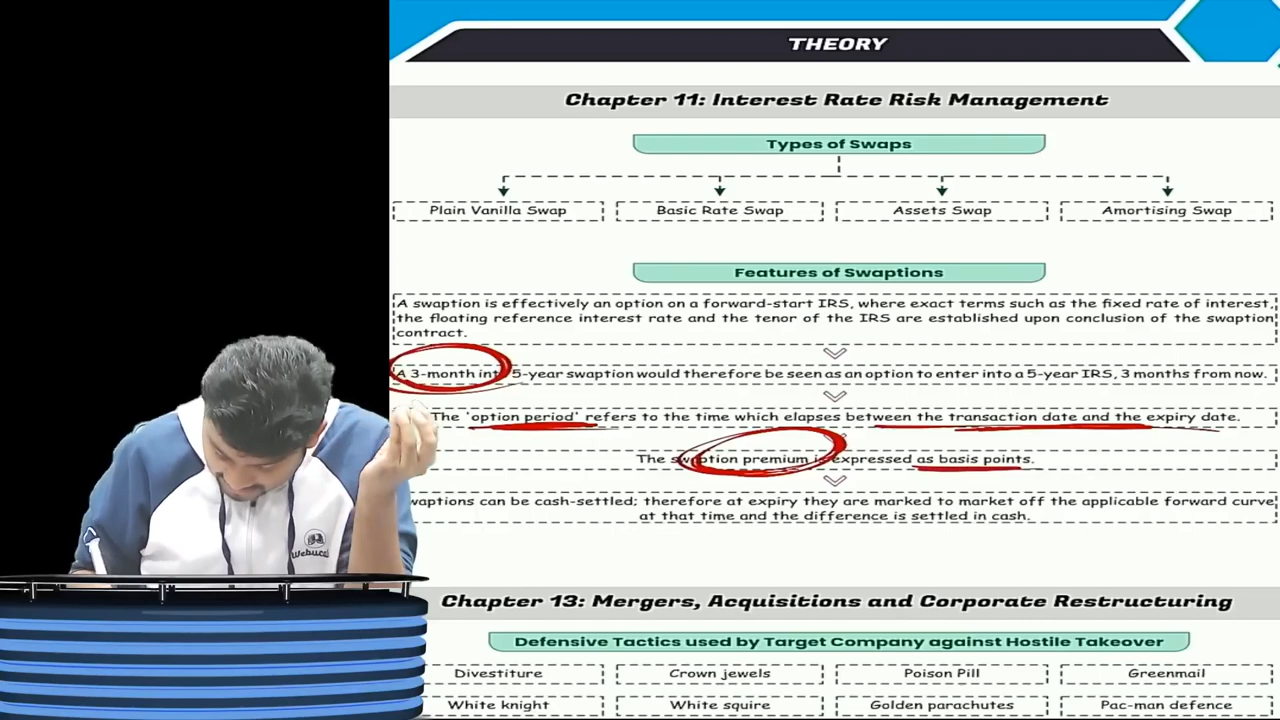 THEORY
Chapter 11: Interest Rate Risk Management
Types of Swaps
Plain Vanilla Swap
Basic Rate Swap
Assets Swap
Amortising Swap
Features of Swaptions
A swaption is effectively an option on a forward-start IRS, where exact terms such as the fixed rate of interest,
the floating reference interest rate and the tenor of the IRS are established upon conclusion of the swaption
contract.
A 3-month into 5-year swaption would therefore be seen as an option to enter into a 5-year IRS, 3 months from now.
The 'option period' refers to the time which elapses between the transaction date and the expiry date.
The swaption premium is expressed as basis points.
waptions can be cash-settled; therefore at expiry they are marked to market off the applicable forward curve
at that time and the difference is settled in cash.
Chapter 13: Mergers, Acquisitions and Corporate Restructuring
Defensive Tactics used by Target Company against Hostile Takeover
Divestiture
Crown jewels
Poison Pill
Greenmail
White knight
White squire
Golden parachutes
Pac-man defence